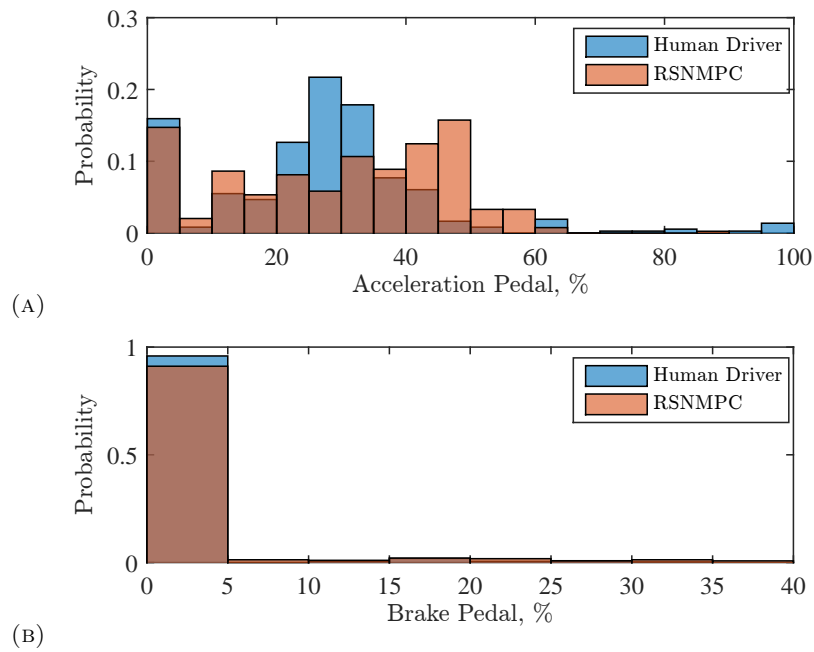 0.3
0.2
0.1
0
Probability
Human Driver
RSNMPC
0 20 40 60 80 100
Acceleration Pedal, %
(A)
1
0.5
0
Probability
Human Driver
RSNMPC
0 5 10 15 20 25 30 35 40
Brake Pedal, %
(B)